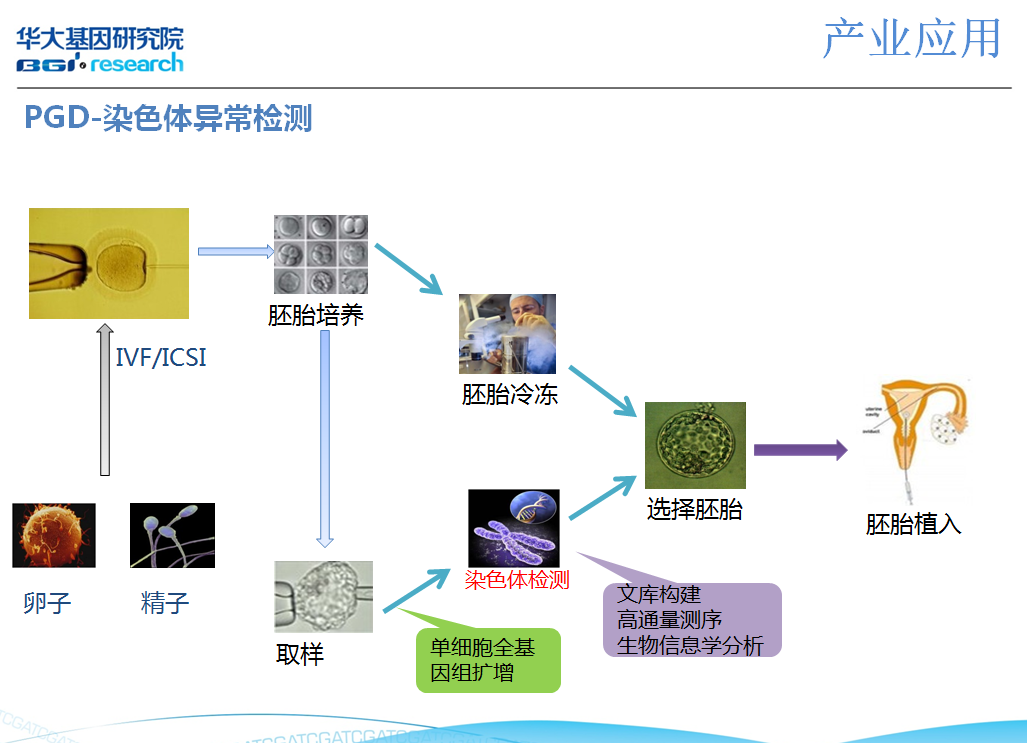 华大基因研究院
BGI research
产业应用
PGD-染色体异常检测
IVF/ICSI
胚胎培养
胚胎冷冻
选择胚胎
uterine
cavity
胚胎植入
卵子
精子
取样
染色体检测
单细胞全基
因组扩增
文库构建
高通量测序
生物信息学分析